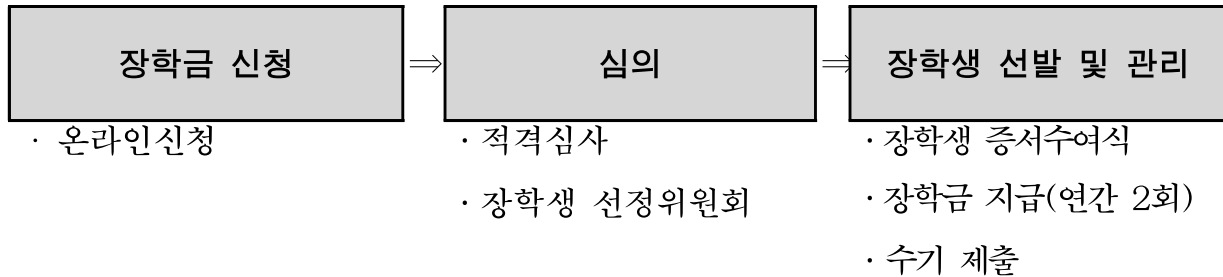 장학금 신청 ⇒ 심의 ⇒ 장학생 선발 및 관리
· 온라인신청
· 적격심사
· 장학생 선정위원회
· 장학생 증서수여식
· 장학금 지급(연간 2회)
· 수기 제출